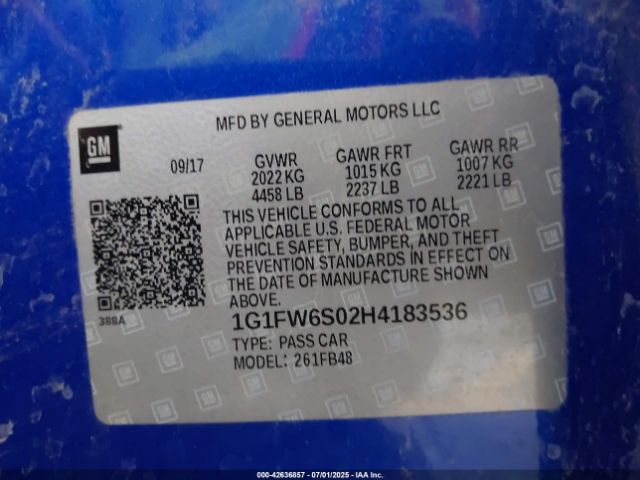 MFD BY GENERAL MOTORS LLC
GM
09/17
GVWR
2022 KG
4458 LB
GAWR FRT
1015 KG
2237 LB
GAWR RR
1007 KG
2221 LB
THIS VEHICLE CONFORMS TO ALL
APPLICABLE U.S. FEDERAL MOTOR
VEHICLE SAFETY, BUMPER, AND THEFT
PREVENTION STANDARDS IN EFFECT ON
THE DATE OF MANUFACTURE SHOWN
ABOVE.
388A
1G1FW6S02H4183536
TYPE: PASS CAR
MODEL: 261FB48
000-42636857 - 07/01/2025 - IAA Inc.